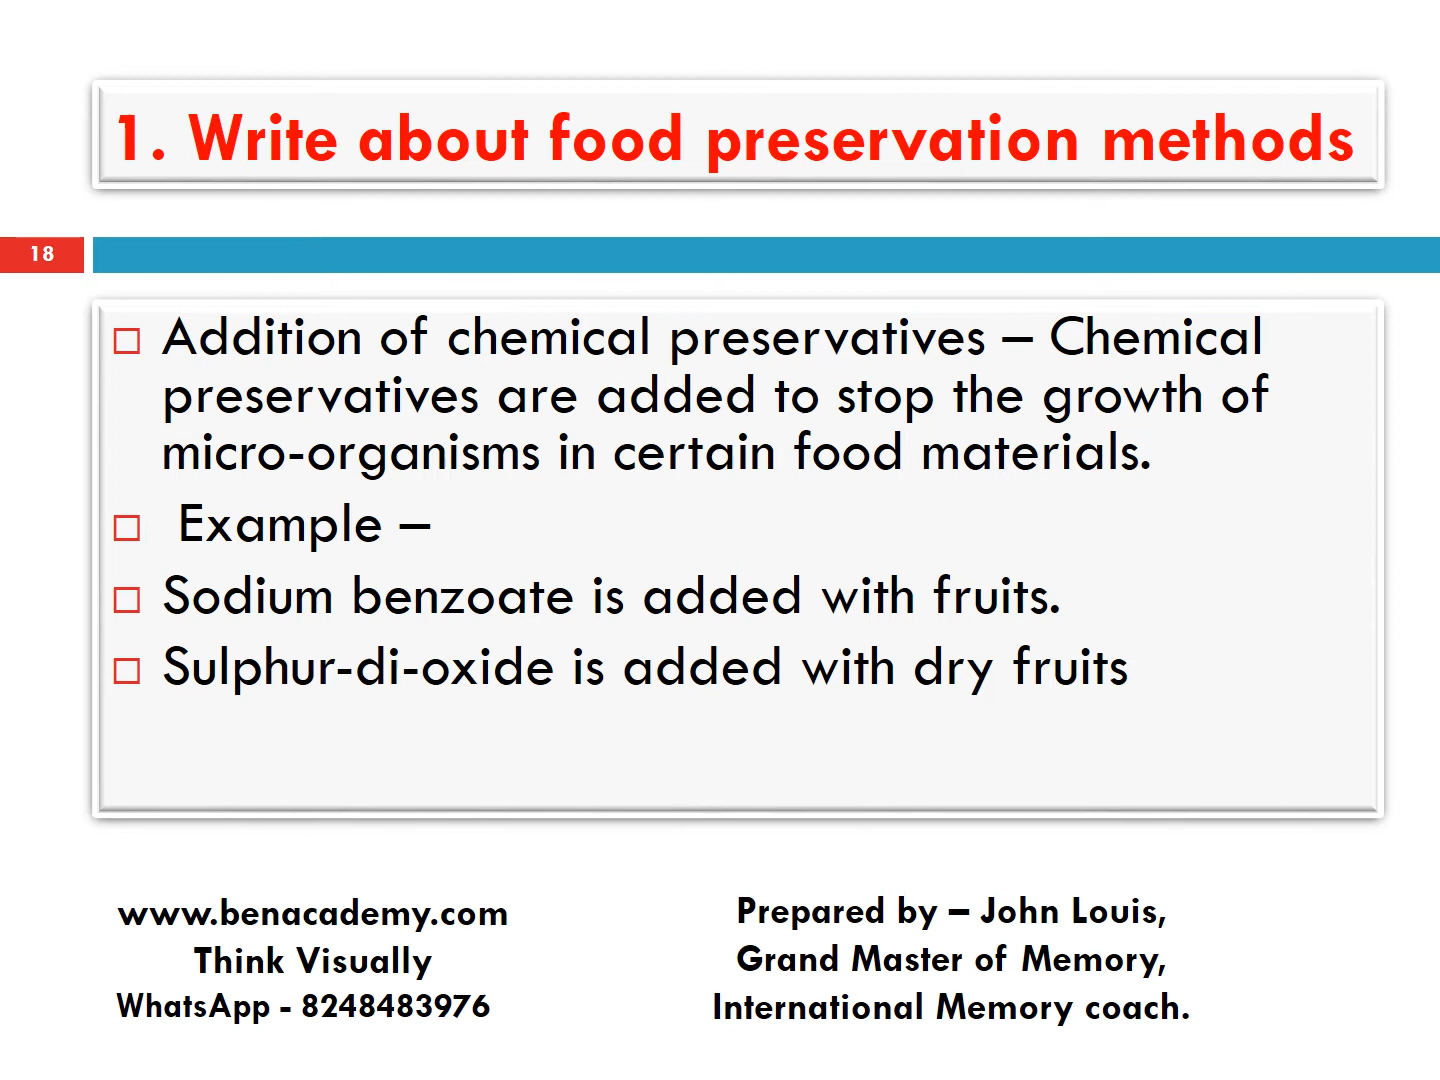 1. Write about food preservation methods
18
Addition of chemical preservatives – Chemical
preservatives are added to stop the growth of
micro-organisms in certain food materials.
Example –
Sodium benzoate is added with fruits.
Sulphur-di-oxide is added with dry fruits
www.benacademy.com
Think Visually
WhatsApp - 8248483976
Prepared by – John Louis,
Grand Master of Memory,
International Memory coach.